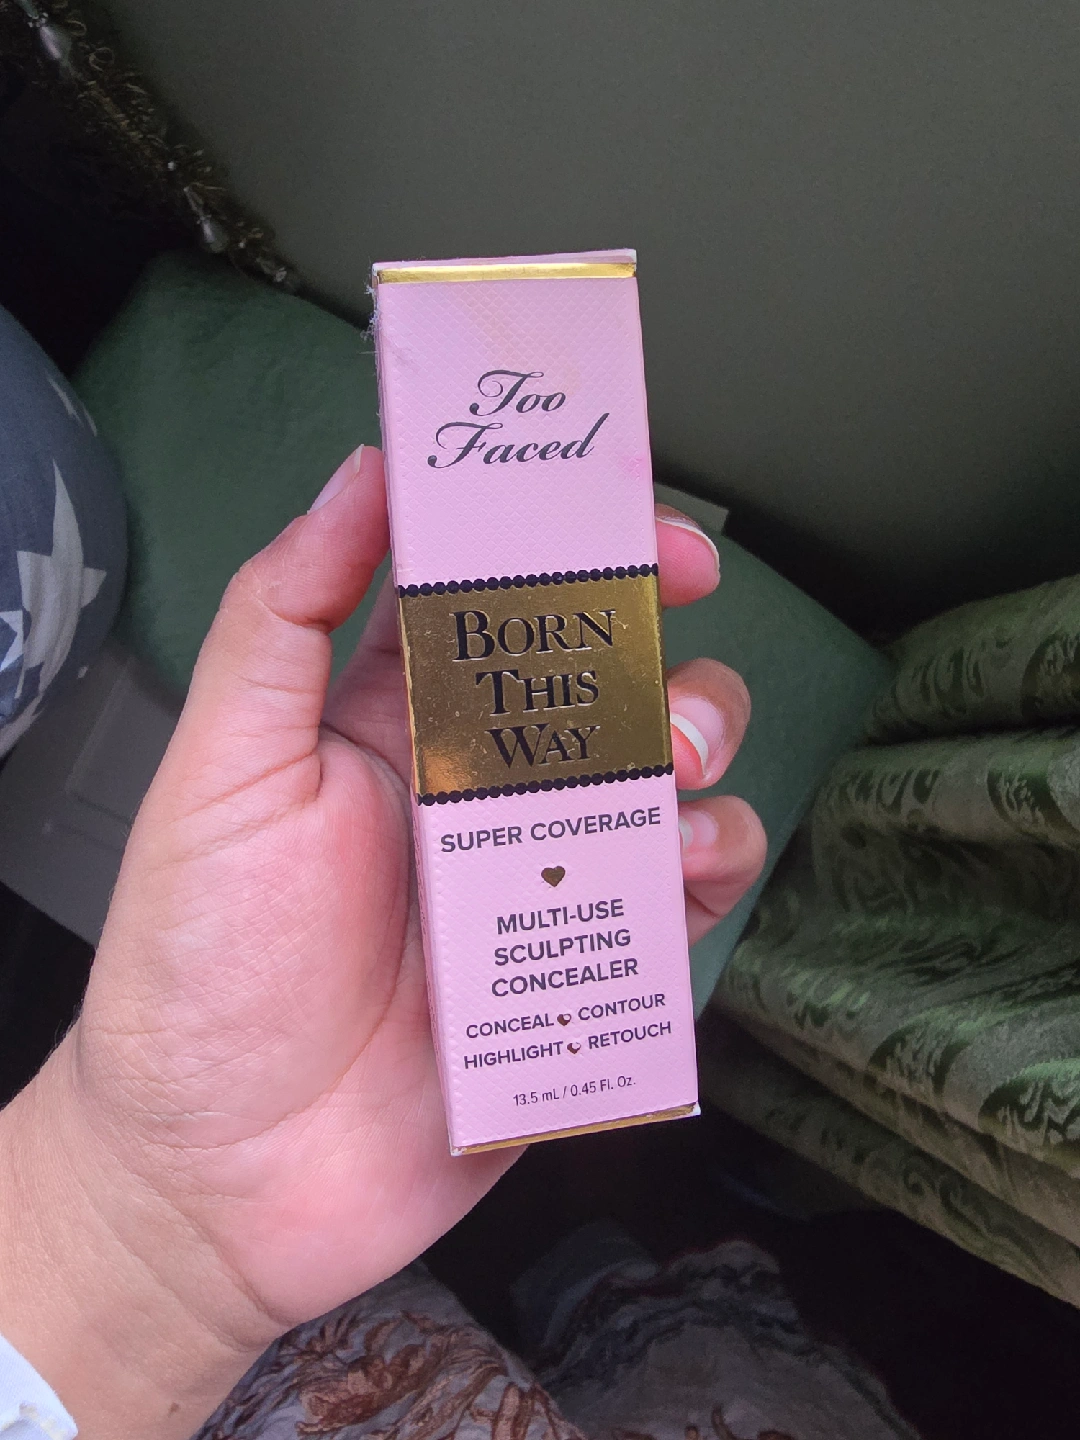 Too
Faced
BORN
THIS
WAY
SUPER COVERAGE
MULTI-USE
SCULPTING
CONCEALER
CONCEAL CONTOUR
HIGHLIGHT RETOUCH
13.5 mL / 0.45 Fl. Oz.